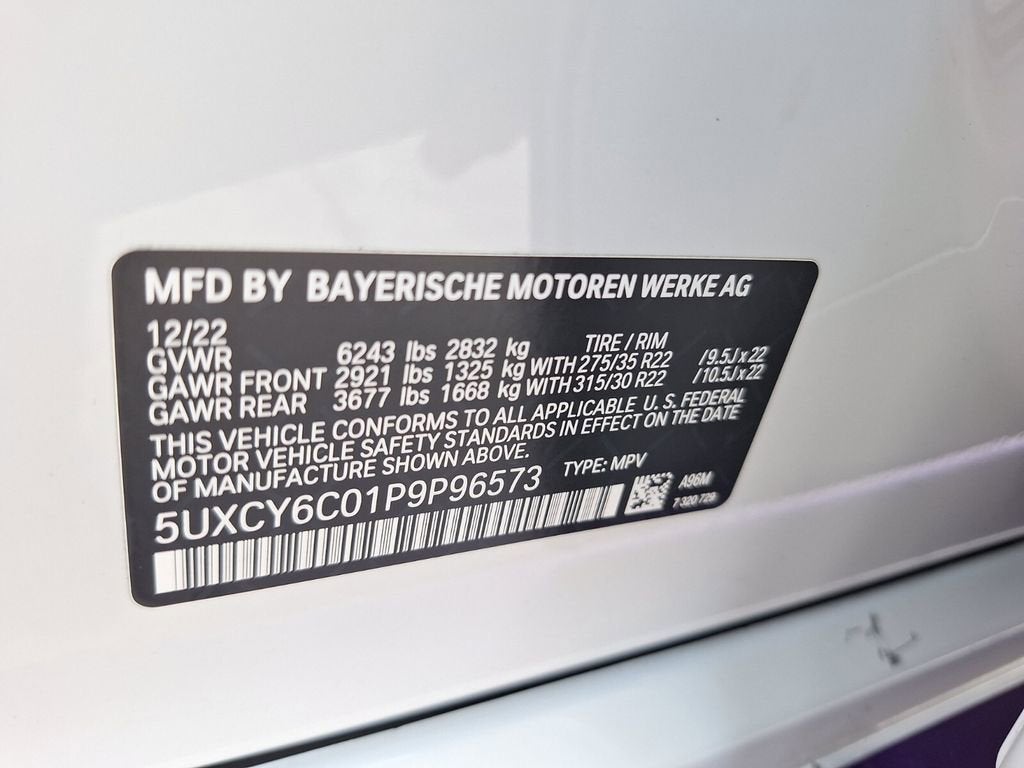 MFD BY BAYERISCHE MOTOREN WERKE AG
12/22 TIRE / RIM
GVWR 6243 lbs 2832 kg
GAWR FRONT 2921 lbs 1325 kg WITH 275/35 R22 /9.5J x 22
GAWR REAR 3677 lbs 1668 kg WITH 315/30 R22 /10.5J x 22
THIS VEHICLE CONFORMS TO ALL APPLICABLE U. S. FEDERAL
MOTOR VEHICLE SAFETY STANDARDS IN EFFECT ON THE DATE
OF MANUFACTURE SHOWN ABOVE.
5UXCY6C01P9P96573 TYPE: MPV
A96M
7 320 729